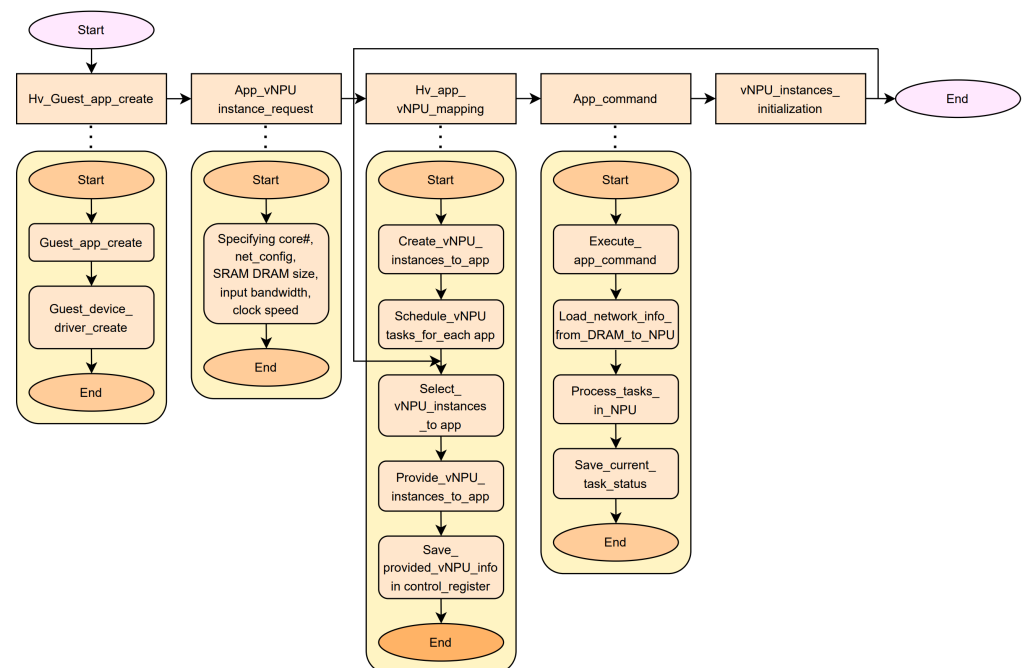 Start
Hv_Guest_app_create
App_vNPU
instance_request
Hv_app_
vNPU_mapping
App_command
vNPU_instances_
initialization
End
Start
Guest_app_create
Guest_device_
driver_create
End
Start
Specifying core#,
net_config,
SRAM DRAM size,
input bandwidth,
clock speed
End
Start
Create_vNPU_
instances_to_app
Schedule_vNPU
tasks_for_each app
Select_
vNPU_instances
_to app
Provide_vNPU_
instances_to_app
Save_
provided_vNPU_info
in control_register
End
Start
Execute_
app_command
Load_network_info_
from_DRAM_to_NPU
Process_tasks_
in_NPU
Save_current_
task_status
End